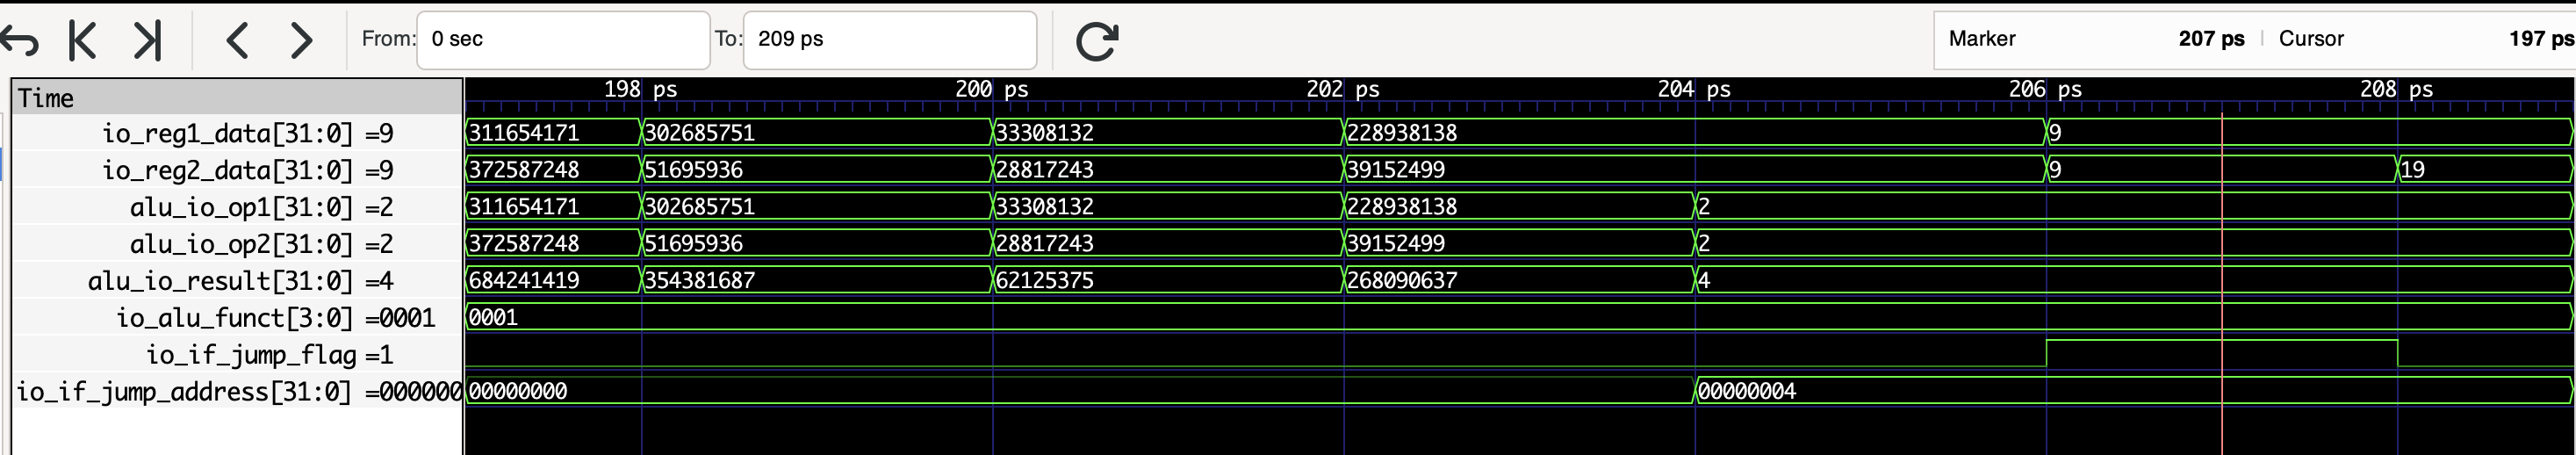 From: 0 sec To: 209 ps Marker 207 ps | Cursor 197 ps
Time 198 ps 200 ps 202 ps 204 ps 206 ps 208 ps
io_reg1_data[31:0] =9 311654171 302685751 33308132 228938138 9
io_reg2_data[31:0] =9 372587248 51695936 28817243 39152499 9 19
alu_io_op1[31:0] =2 311654171 302685751 33308132 228938138 2
alu_io_op2[31:0] =2 372587248 51695936 28817243 39152499 2
alu_io_result[31:0] =4 684241419 354381687 62125375 268090637 4
io_alu_funct[3:0] =0001 0001
io_if_jump_flag =1
io_if_jump_address[31:0] =000000 00000000 00000004